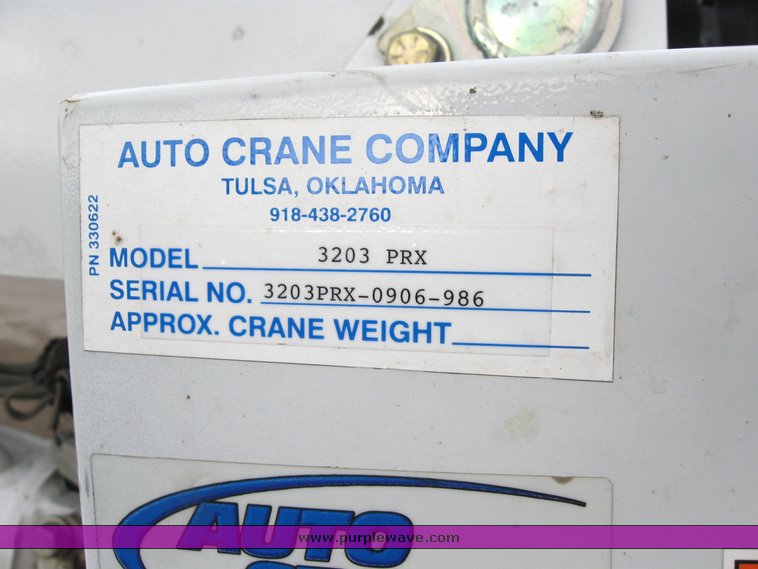 AUTO CRANE COMPANY
TULSA, OKLAHOMA
918-438-2760
PN 330622
MODEL 3203 PRX
SERIAL NO. 3203PRX-0906-986
APPROX. CRANE WEIGHT
AUTO
www.purplewave.com